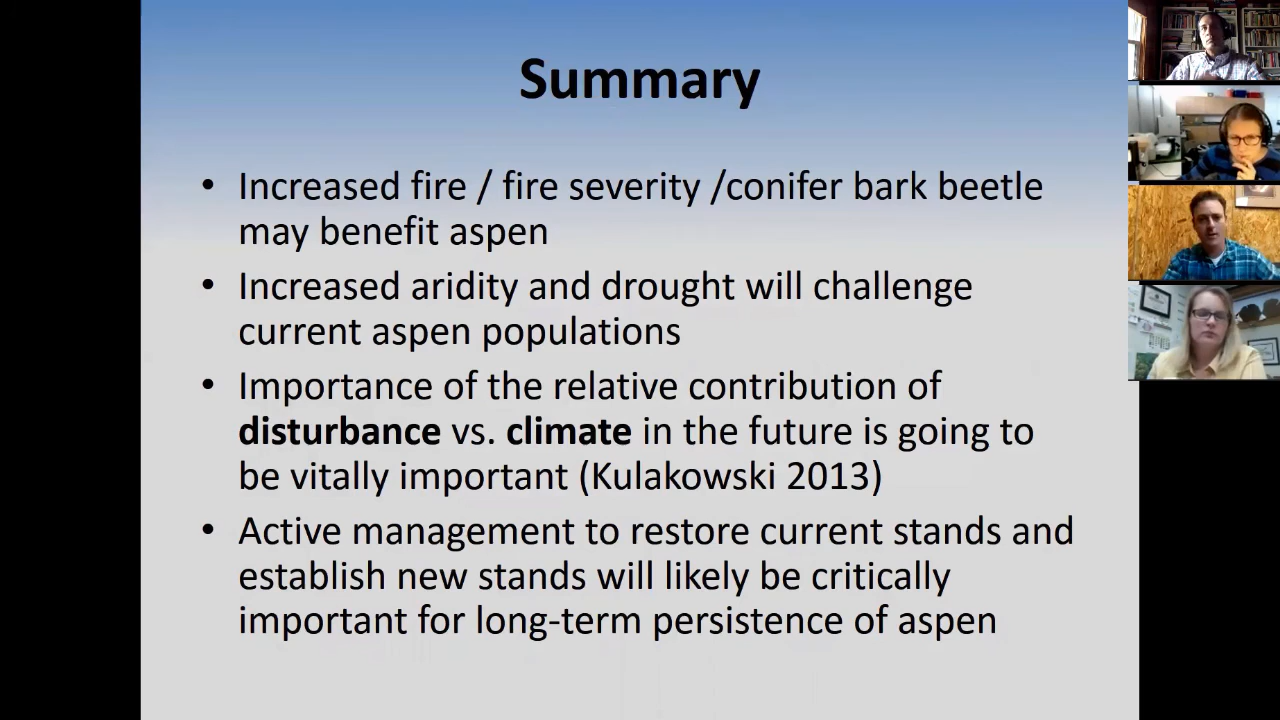 Summary
• Increased fire / fire severity /conifer bark beetle
may benefit aspen
• Increased aridity and drought will challenge
current aspen populations
• Importance of the relative contribution of
disturbance vs. climate in the future is going to
be vitally important (Kulakowski 2013)
• Active management to restore current stands and
establish new stands will likely be critically
important for long-term persistence of aspen